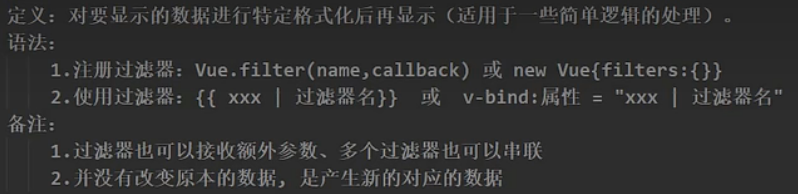 定义：对要显示的数据进行特定格式化后再显示（适用于一些简单逻辑的处理）。
语法：
1.注册过滤器：Vue.filter(name,callback) 或 new Vue{filters:{}}
2.使用过滤器：{{ xxx | 过滤器名}} 或 v-bind:属性 = "xxx | 过滤器名"
备注：
1.过滤器也可以接收额外参数、多个过滤器也可以串联
2.并没有改变原本的数据, 是产生新的对应的数据